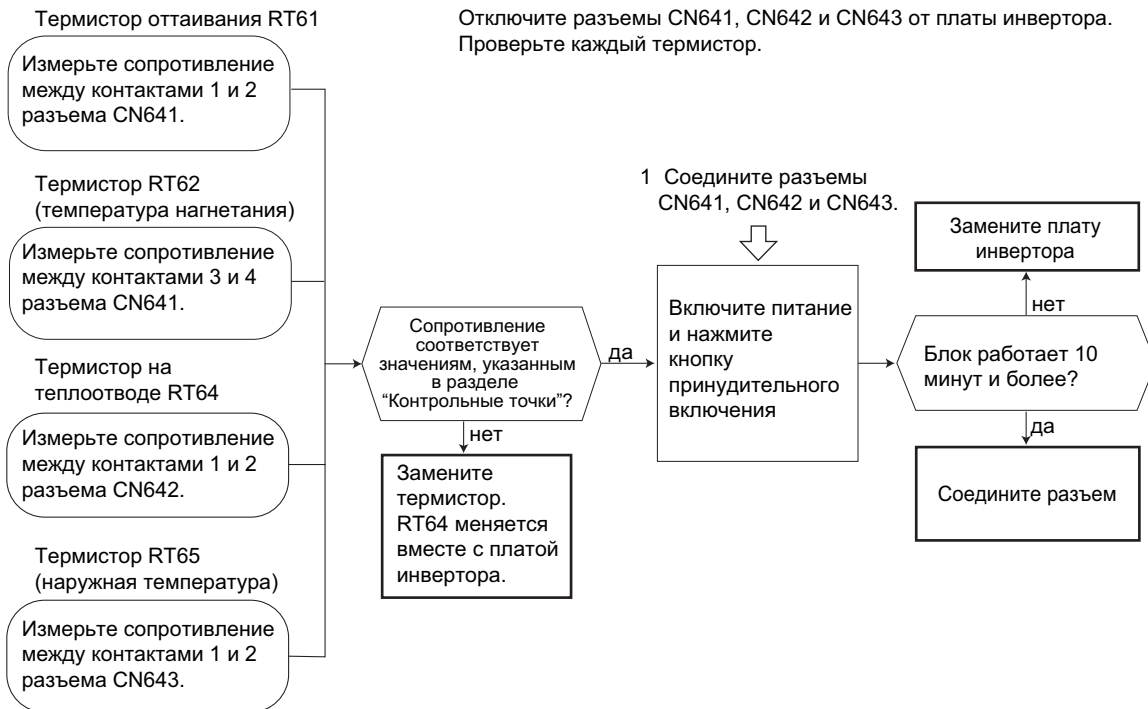 Термистор оттаивания RT61
Отключите разъемы CN641, CN642 и CN643 от платы инвертора.
Проверьте каждый термистор.
Измерьте сопротивление
между контактами 1 и 2
разъема CN641.
Термистор RT62
(температура нагнетания)
Измерьте сопротивление
между контактами 3 и 4
разъема CN641.
Термистор на
теплоотводе RT64
Измерьте сопротивление
между контактами 1 и 2
разъема CN642.
Термистор RT65
(наружная температура)
Измерьте сопротивление
между контактами 1 и 2
разъема CN643.
Сопротивление
соответствует
значениям, указанным
в разделе
“Контрольные точки”?
да
нет
Замените
термистор.
RT64 меняется
вместе с платой
инвертора.
1 Соедините разъемы
CN641, CN642 и CN643.
Включите питание
и нажмите
кнопку
принудительного
включения
Замените плату
инвертора
нет
Блок работает 10
минут и более?
да
Соедините разъем